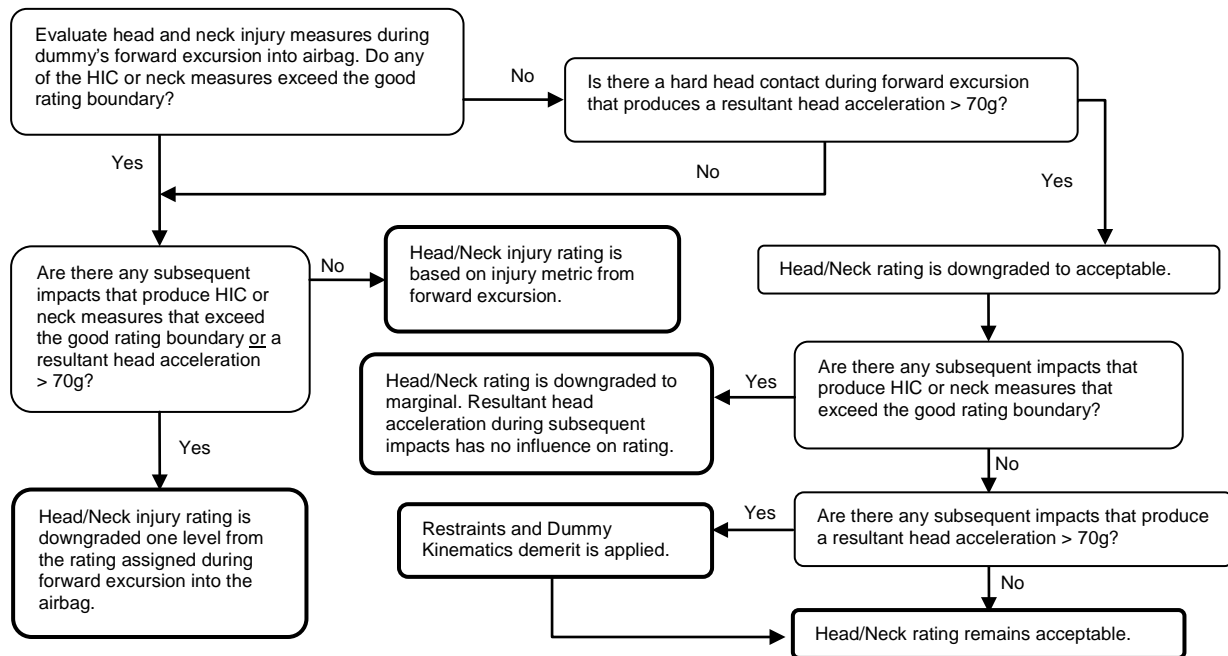 Evaluate head and neck injury measures during
dummy’s forward excursion into airbag. Do any
of the HIC or neck measures exceed the good
rating boundary?
No
Is there a hard head contact during forward excursion
that produces a resultant head acceleration > 70g?
Yes
No
Yes
Are there any subsequent
impacts that produce HIC or
neck measures that exceed
the good rating boundary or a
resultant head acceleration
> 70g?
No
Head/Neck injury rating is
based on injury metric from
forward excursion.
Head/Neck rating is downgraded to acceptable.
Are there any subsequent impacts that
produce HIC or neck measures that
exceed the good rating boundary?
Yes
Head/Neck rating is downgraded to
marginal. Resultant head
acceleration during subsequent
impacts has no influence on rating.
Yes
No
Head/Neck injury rating is
downgraded one level from
the rating assigned during
forward excursion into the
airbag.
Restraints and Dummy
Kinematics demerit is applied.
Yes
Are there any subsequent impacts that produce
a resultant head acceleration > 70g?
No
Head/Neck rating remains acceptable.